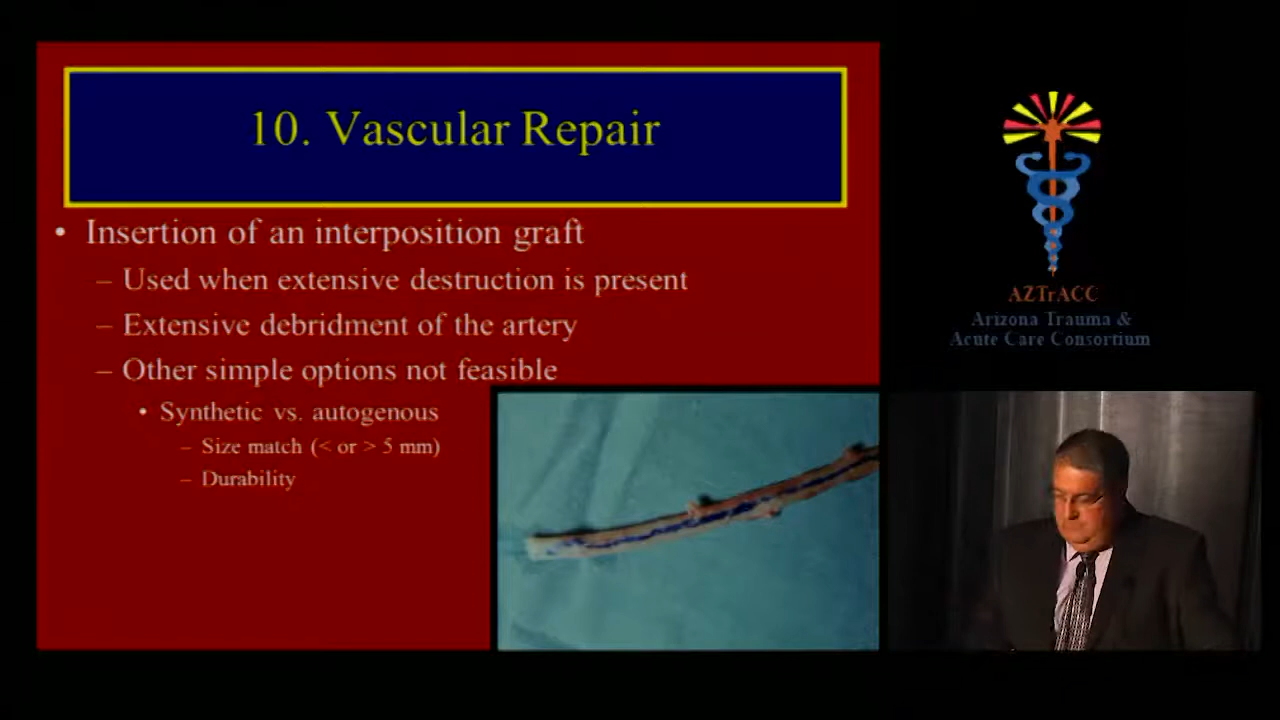 10. Vascular Repair
• Insertion of an interposition graft
– Used when extensive destruction is present
– Extensive debridment of the artery
– Other simple options not feasible
• Synthetic vs. autogenous
– Size match (< or > 5 mm)
– Durability
AZTrACC
Arizona Trauma &
Acute Care Consortium